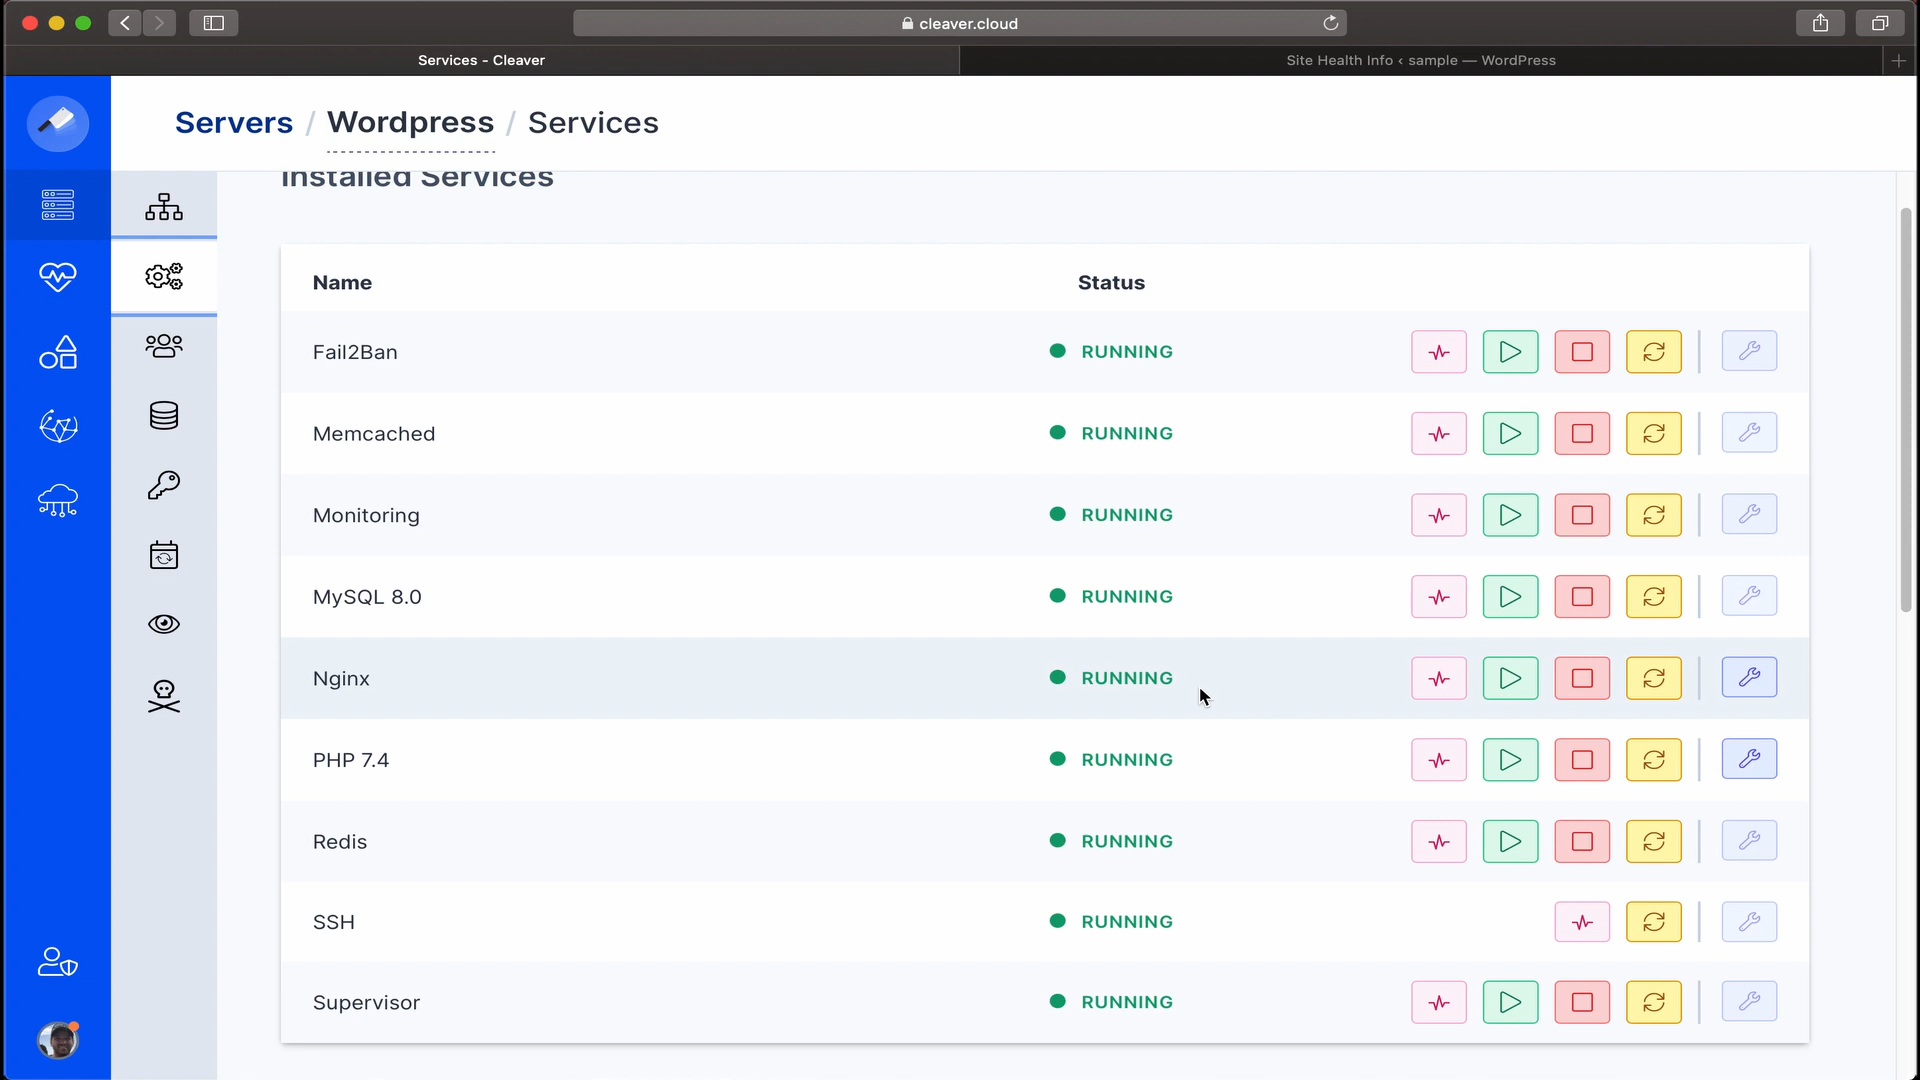 cleaver.cloud
Services - Cleaver
Site Health Info ‹ sample — WordPress
Servers / Wordpress / Services
Installed Services
Name Status
Fail2Ban RUNNING
Memcached RUNNING
Monitoring RUNNING
MySQL 8.0 RUNNING
Nginx RUNNING
PHP 7.4 RUNNING
Redis RUNNING
SSH RUNNING
Supervisor RUNNING